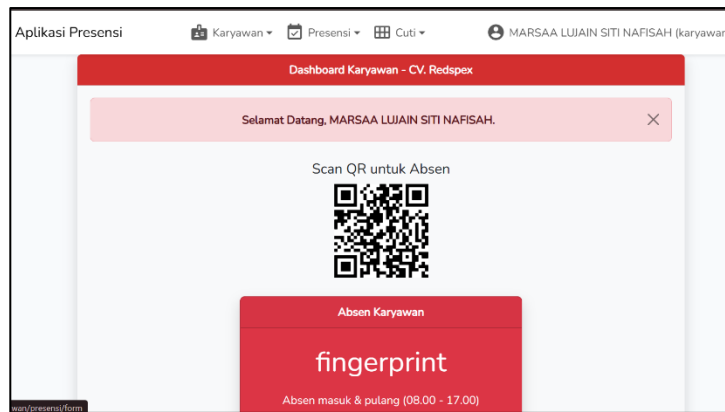 Aplikasi Presensi Karyawan Presensi Cuti MARSAA LUJAIN SITI NAFISAH (karyawan
Dashboard Karyawan - CV. Redspex
Selamat Datang, MARSAA LUJAIN SITI NAFISAH.
Scan QR untuk Absen
Absen Karyawan
fingerprint
Absen masuk & pulang (08.00 - 17.00)
wan/presensi/form